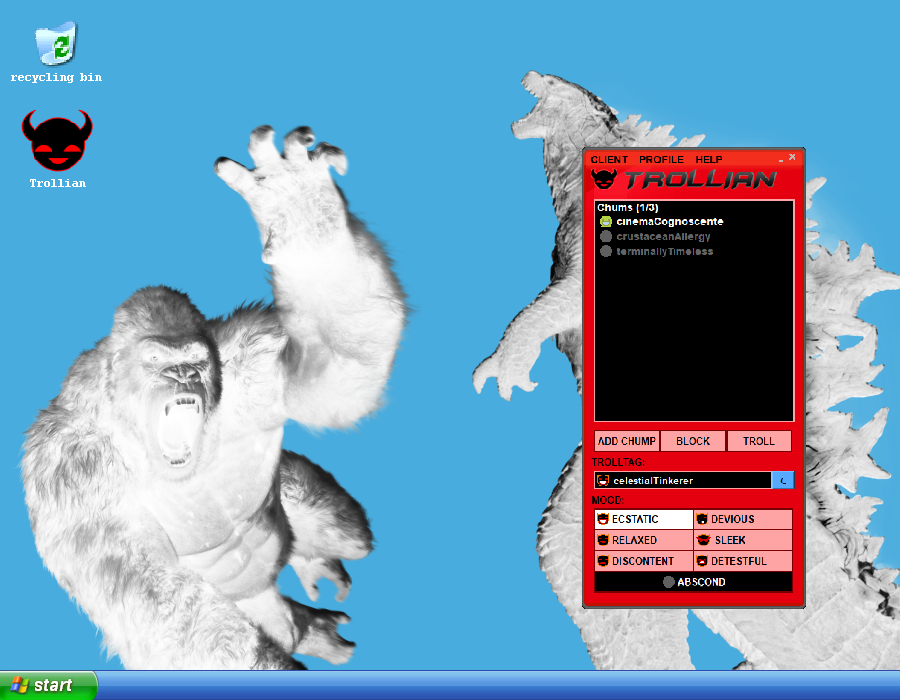 recycling bin
Trollian
CLIENT PROFILE HELP
TROLLIAN
Chums (1/3)
cinemaCognoscente
crustaceanAllergy
terminallyTimeless
ADD CHUMP BLOCK TROLL
TROLLTAG:
celestialTinkerer
MOOD:
ECSTATIC DEVIOUS
RELAXED SLEEK
DISCONTENT DETESTFUL
ABSCOND
start